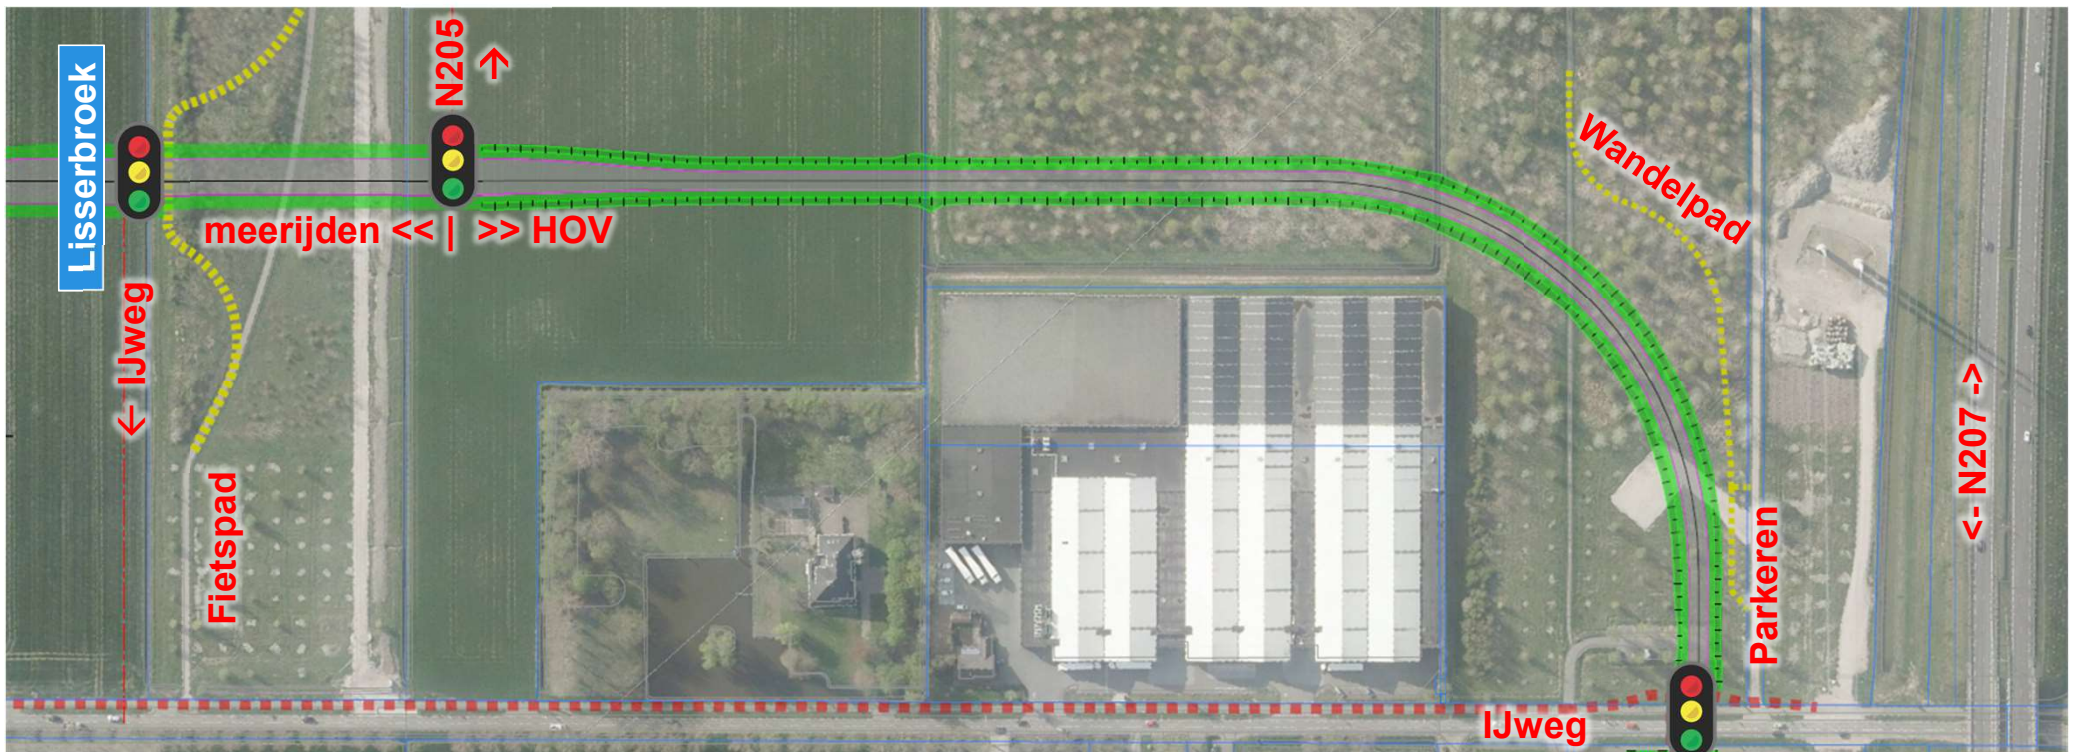 Lisserbroek
N205
↑
meerijden << | >> HOV
← IJweg
Fietspad
Wandelpad
Parkeren
<- N207 ->
IJweg